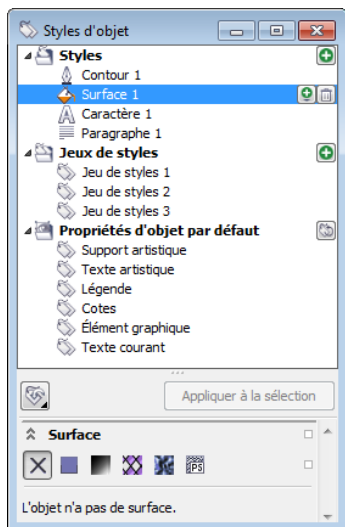 Styles d'objet
Styles
Contour 1
Surface 1
Caractère 1
Paragraphe 1
Jeux de styles
Jeu de styles 1
Jeu de styles 2
Jeu de styles 3
Propriétés d'objet par défaut
Support artistique
Texte artistique
Légende
Cotes
Élément graphique
Texte courant
Appliquer à la sélection
Surface
PS
L'objet n'a pas de surface.